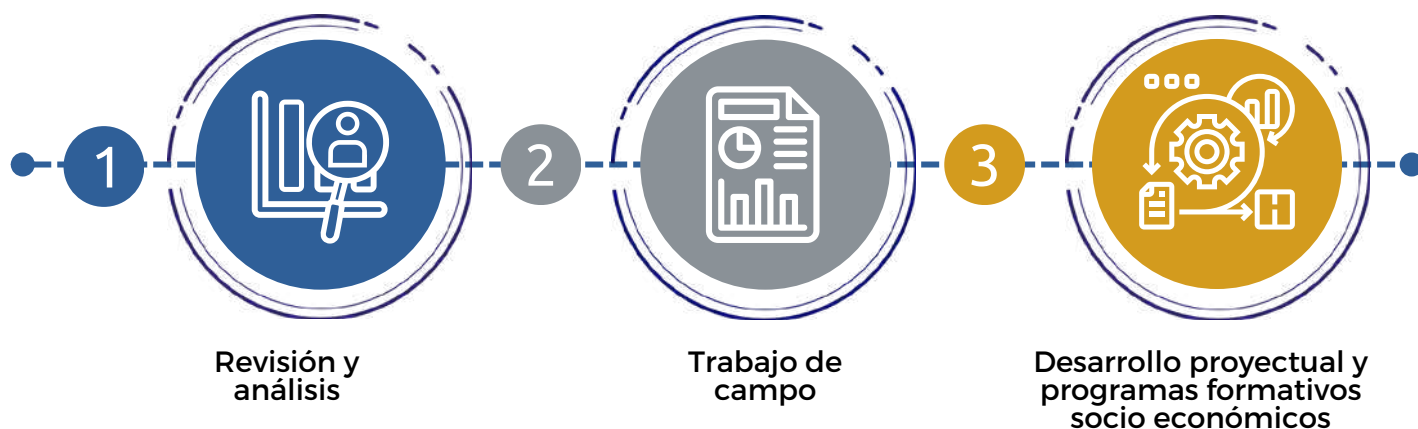 1
2
3
Revisión y
análisis
Trabajo de
campo
Desarrollo proyectual y
programas formativos
socio económicos